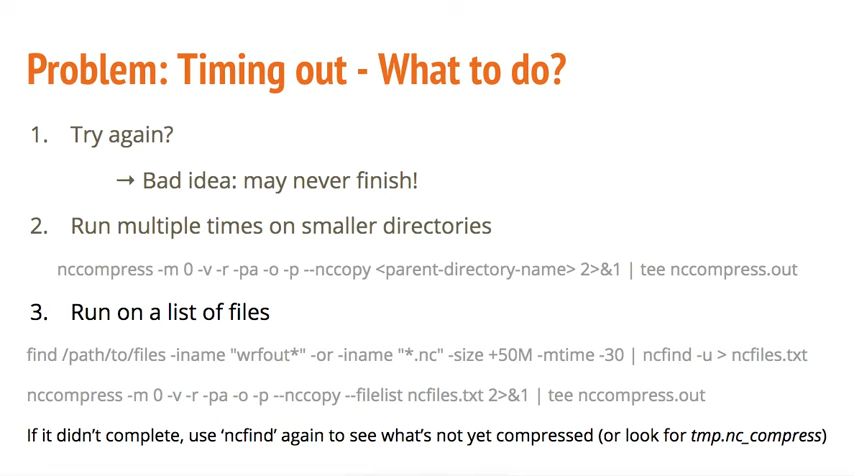 Problem: Timing out - What to do?
1. Try again?
→ Bad idea: may never finish!
2. Run multiple times on smaller directories
nccompress -m 0 -v -r -pa -o -p --nccopy <parent-directory-name> 2>&1 | tee nccompress.out
3. Run on a list of files
find /path/to/files -iname "wrfout*" -or -iname "*.nc" -size +50M -mtime -30 | ncfind -u > ncfiles.txt
nccompress -m 0 -v -r -pa -o -p --nccopy --filelist ncfiles.txt 2>&1 | tee nccompress.out
If it didn't complete, use ‘ncfind’ again to see what's not yet compressed (or look for tmp.nc_compress)